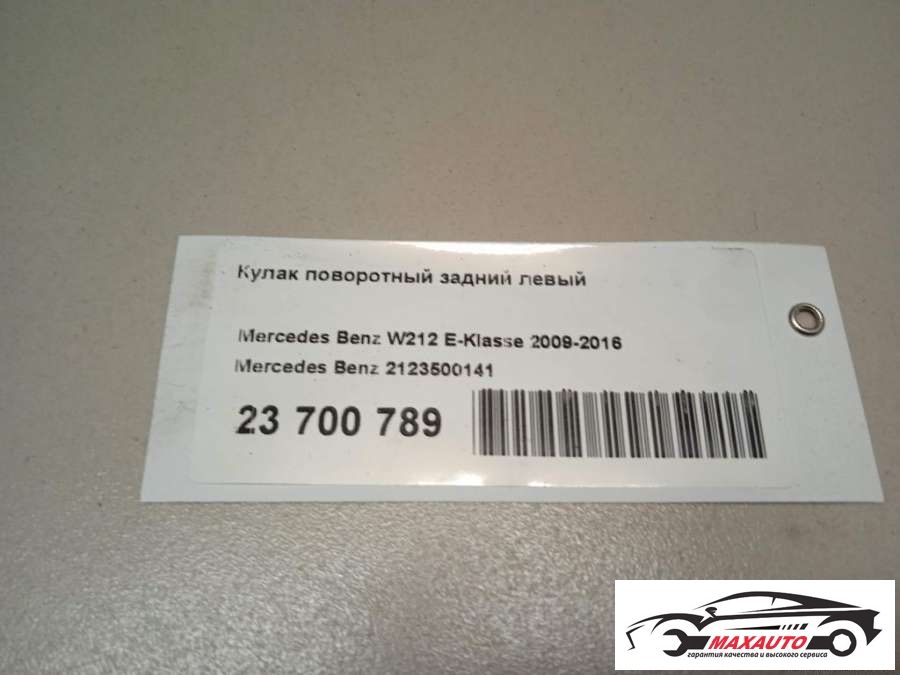 Кулак поворотный задний левый
Mercedes Benz W212 E-Klasse 2009-2016
Mercedes Benz 2123500141
23 700 789
MAXAUTO
гарантия качества и высокого сервиса